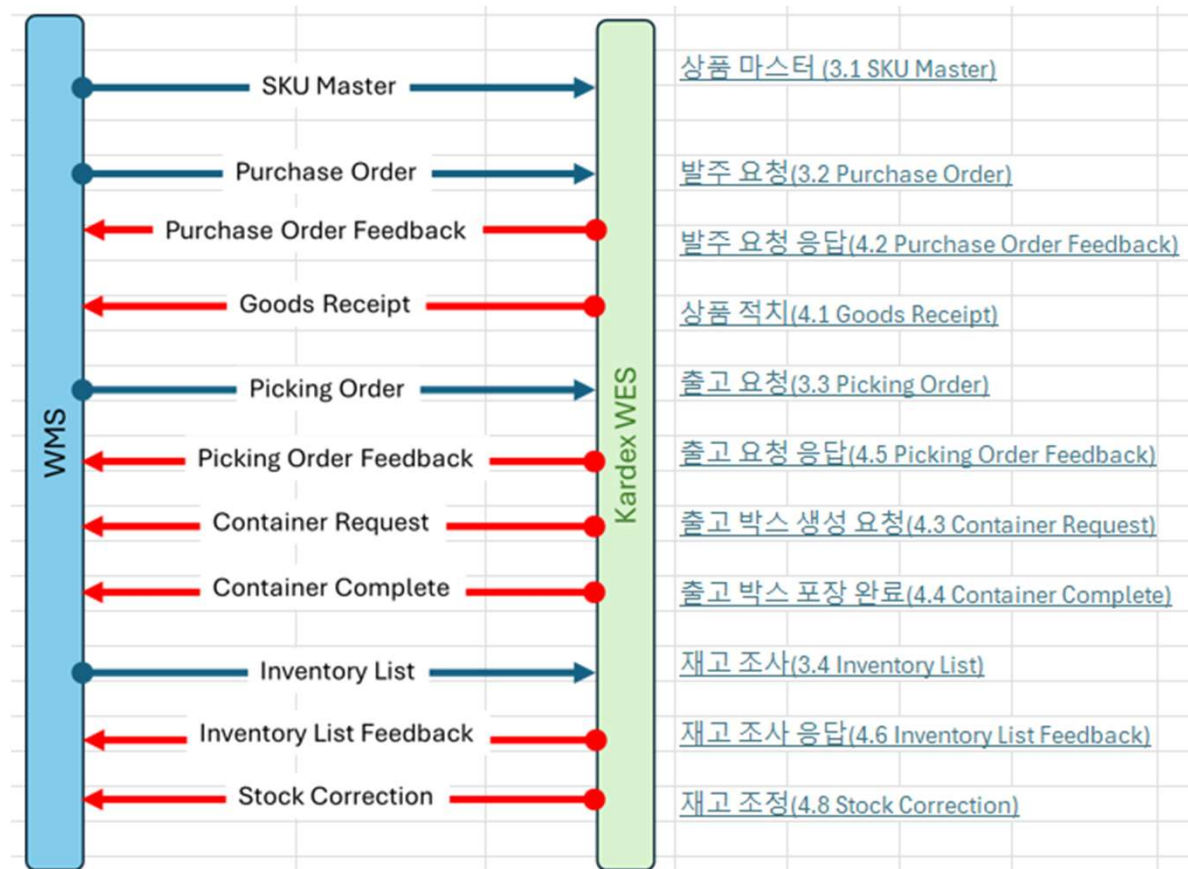 SKU Master
상품 마스터 (3.1 SKU Master)
Purchase Order
발주 요청(3.2 Purchase Order)
Purchase Order Feedback
발주 요청 응답(4.2 Purchase Order Feedback)
Goods Receipt
상품 적치(4.1 Goods Receipt)
Picking Order
출고 요청(3.3 Picking Order)
WMS
Kardex WES
Picking Order Feedback
출고 요청 응답(4.5 Picking Order Feedback)
Container Request
출고 박스 생성 요청(4.3 Container Request)
Container Complete
출고 박스 포장 완료(4.4 Container Complete)
Inventory List
재고 조사(3.4 Inventory List)
Inventory List Feedback
재고 조사 응답(4.6 Inventory List Feedback)
Stock Correction
재고 조정(4.8 Stock Correction)